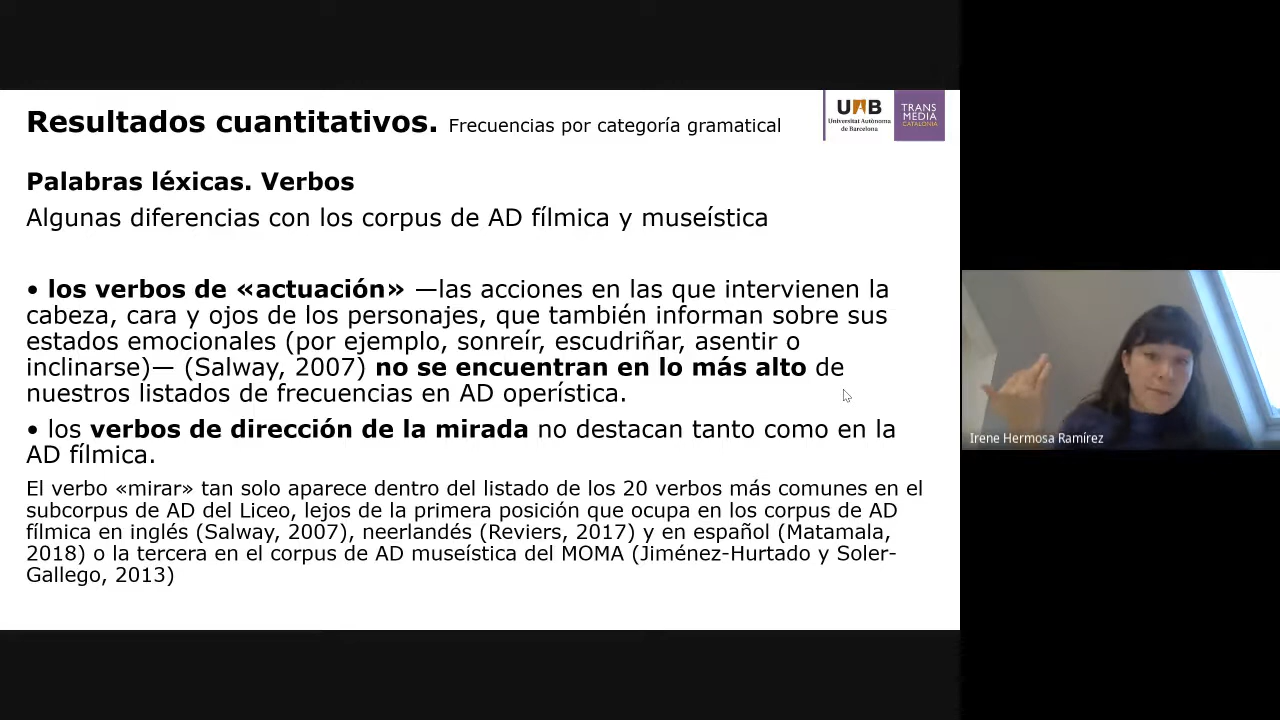 Resultados cuantitativos. Frecuencias por categoría gramatical
UAB
Universitat Autònoma
de Barcelona
TRANS
MEDIA
CATALONIA
Palabras léxicas. Verbos
Algunas diferencias con los corpus de AD fílmica y museística
• los verbos de «actuación» —las acciones en las que intervienen la
cabeza, cara y ojos de los personajes, que también informan sobre sus
estados emocionales (por ejemplo, sonreír, escudriñar, asentir o
inclinarse)— (Salway, 2007) no se encuentran en lo más alto de
nuestros listados de frecuencias en AD operística.
• los verbos de dirección de la mirada no destacan tanto como en la
AD fílmica.
El verbo «mirar» tan solo aparece dentro del listado de los 20 verbos más comunes en el
subcorpus de AD del Liceo, lejos de la primera posición que ocupa en los corpus de AD
fílmica en inglés (Salway, 2007), neerlandés (Reviers, 2017) y en español (Matamala,
2018) o la tercera en el corpus de AD museística del MOMA (Jiménez-Hurtado y Soler-
Gallego, 2013)
Irene Hermosa Ramírez